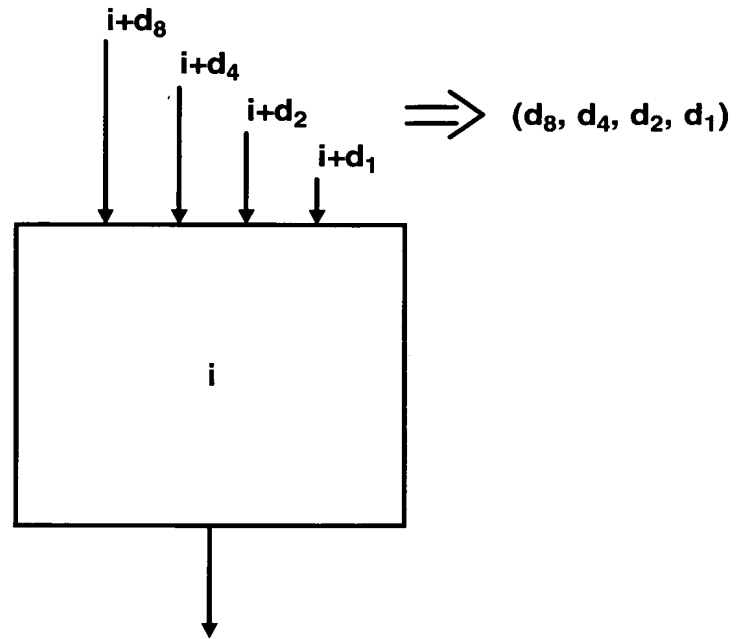 i+d₈
i+d₄
i+d₂
i+d₁
(d₈, d₄, d₂, d₁)
i